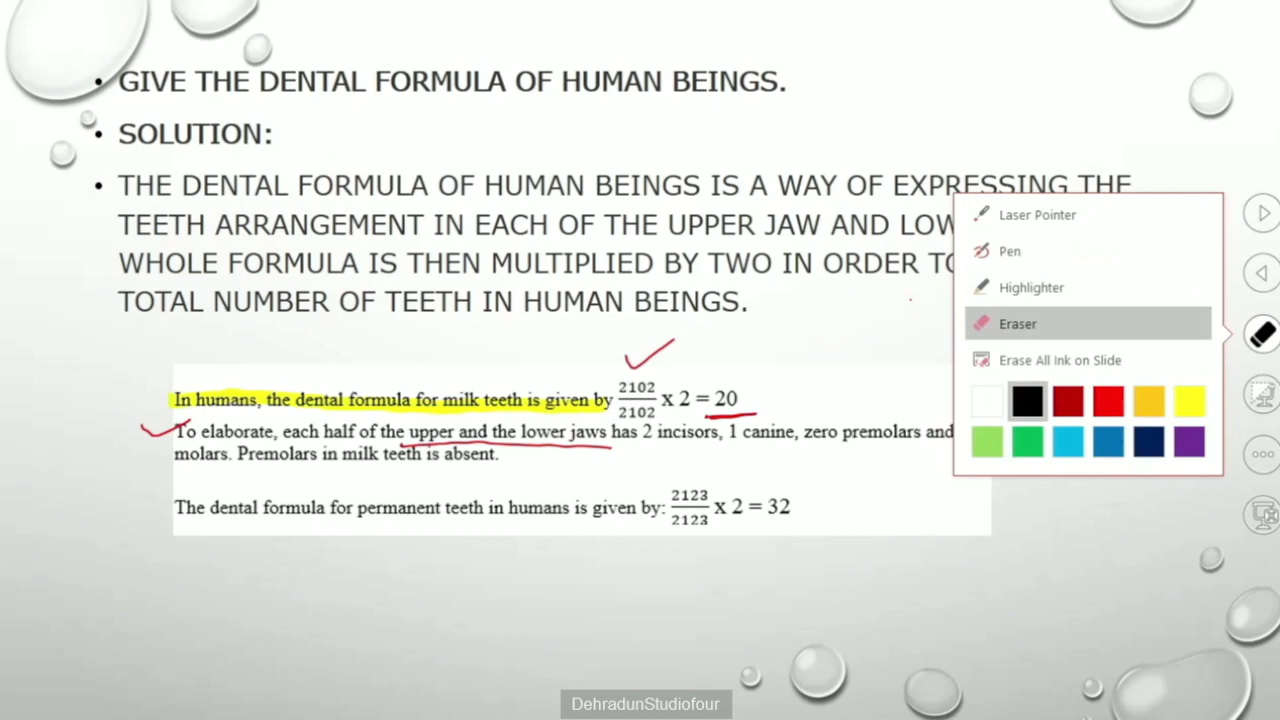 • GIVE THE DENTAL FORMULA OF HUMAN BEINGS.
• SOLUTION:
• THE DENTAL FORMULA OF HUMAN BEINGS IS A WAY OF EXPRESSING THE
TEETH ARRANGEMENT IN EACH OF THE UPPER JAW AND LOW
WHOLE FORMULA IS THEN MULTIPLIED BY TWO IN ORDER TO
TOTAL NUMBER OF TEETH IN HUMAN BEINGS.
In humans, the dental formula for milk teeth is given by 2102/2102 x 2 = 20
To elaborate, each half of the upper and the lower jaws has 2 incisors, 1 canine, zero premolars and
molars. Premolars in milk teeth is absent.
The dental formula for permanent teeth in humans is given by: 2123/2123 x 2 = 32
Laser Pointer
Pen
Highlighter
Eraser
Erase All Ink on Slide
DehradunStudiofour